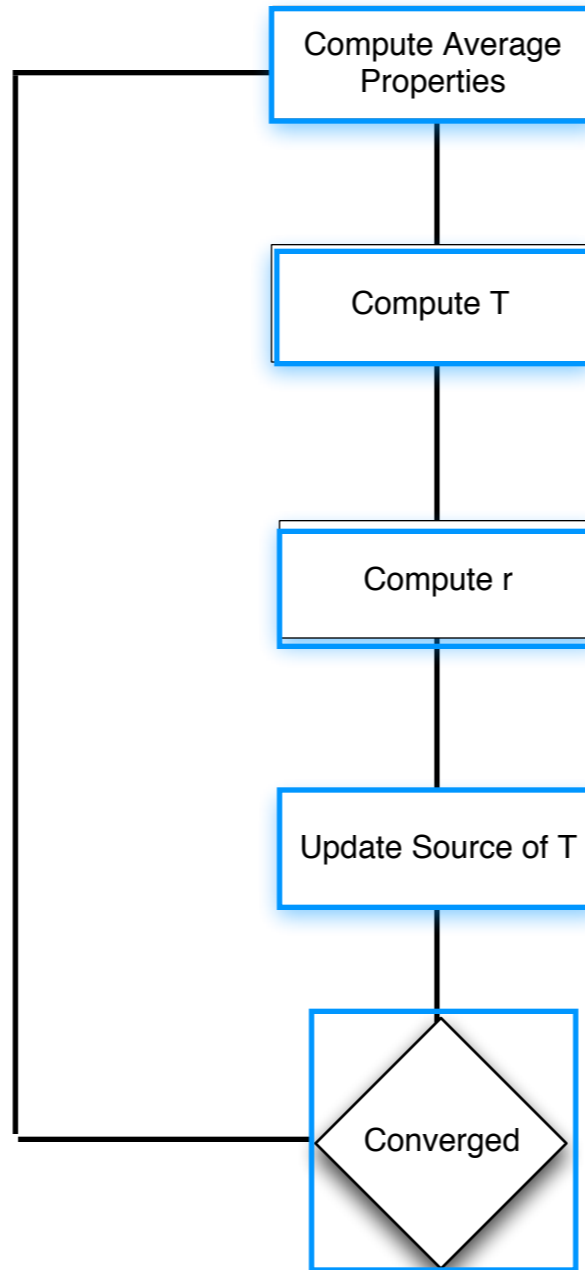 Compute Average
Properties
Compute T
Compute r
Update Source of T
Converged